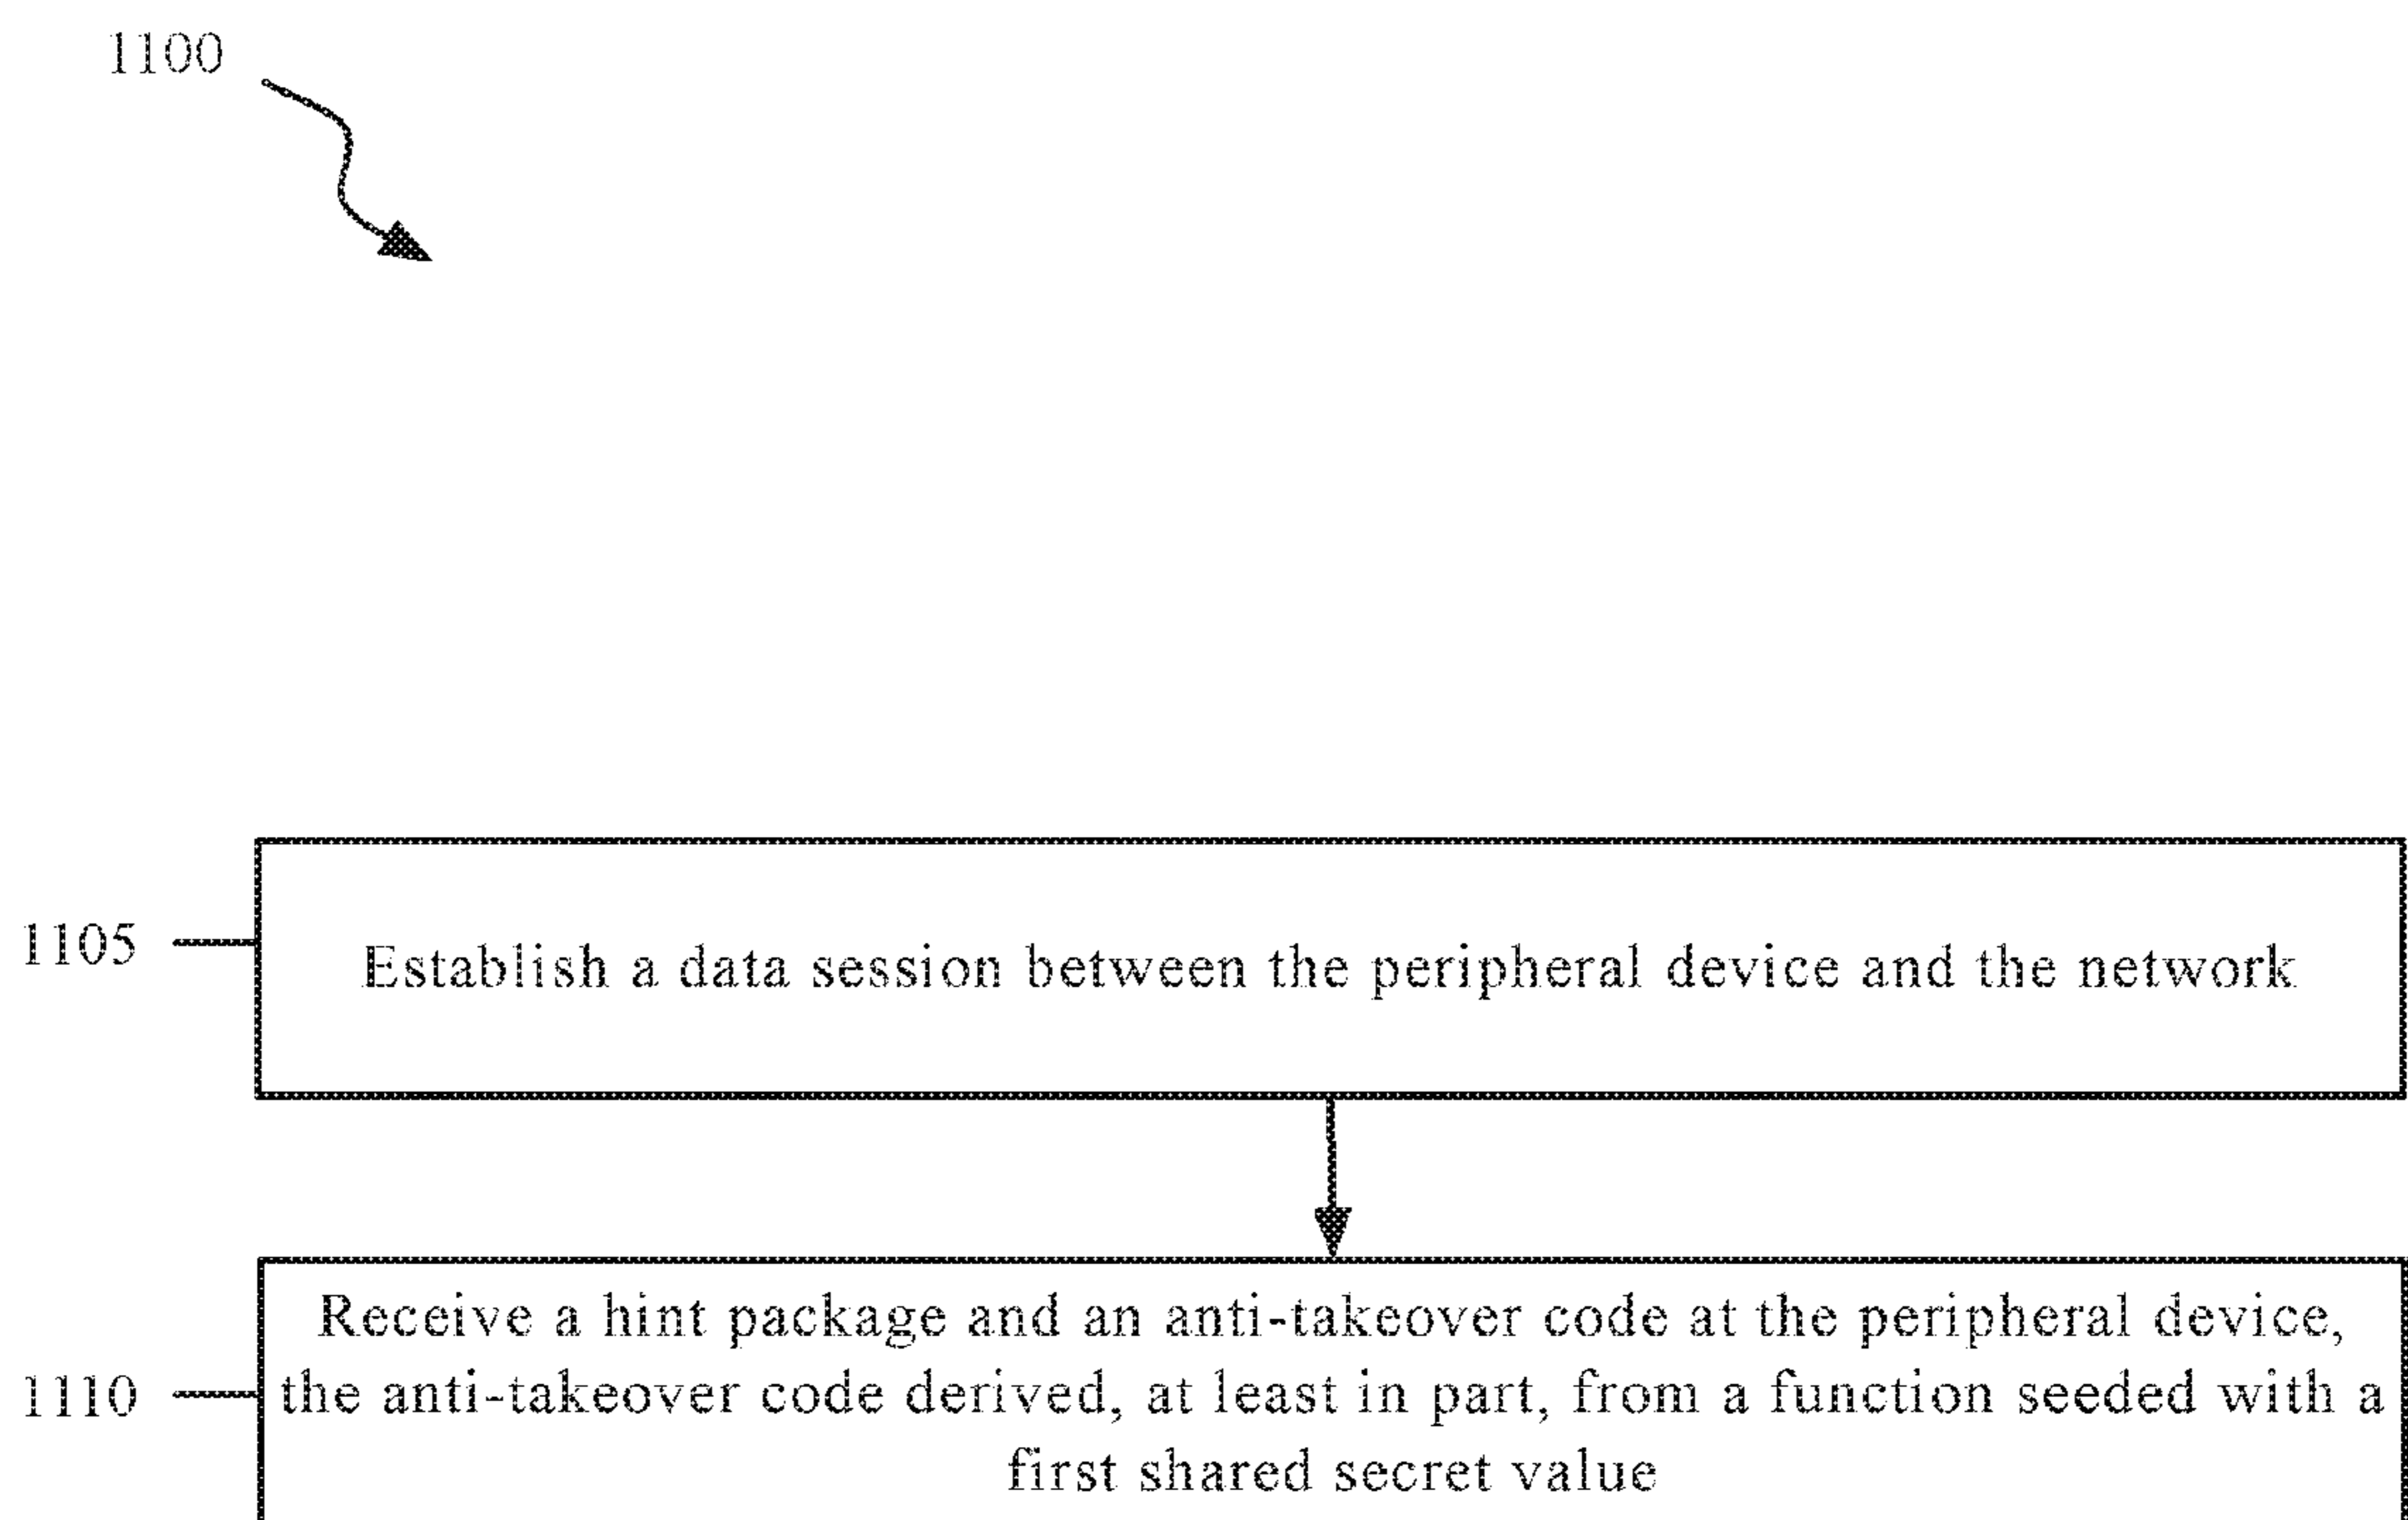 1100
1105
Establish a data session between the peripheral device and the network
Receive a hint package and an anti-takeover code at the peripheral device,
1110
the anti-takeover code derived, at least in part, from a function seeded with a
first shared secret value